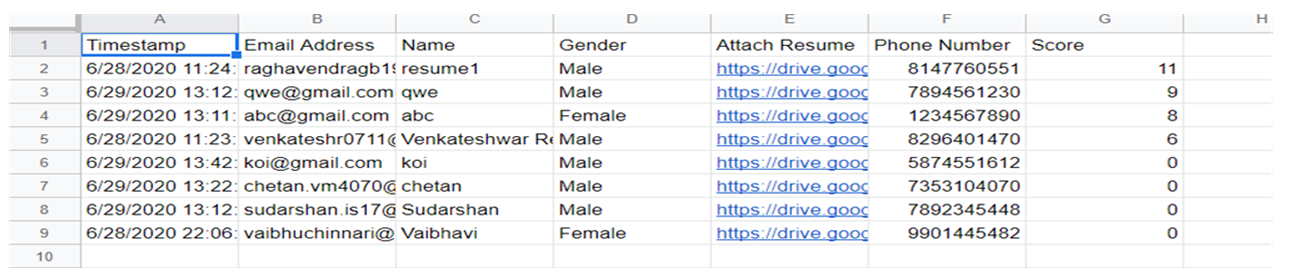 A B C D E F G H
1 Timestamp Email Address Name Gender Attach Resume Phone Number Score
2 6/28/2020 11:24: raghavendragb19 resume1 Male https://drive.goog 8147760551 11
3 6/29/2020 13:12: qwe@gmail.com qwe Male https://drive.goog 7894561230 9
4 6/29/2020 13:11: abc@gmail.com abc Female https://drive.goog 1234567890 8
5 6/28/2020 11:23: venkateshr0711@ Venkateshwar Re Male https://drive.goog 8296401470 6
6 6/29/2020 13:42: koi@gmail.com koi Male https://drive.goog 5874551612 0
7 6/29/2020 13:22: chetan.vm4070@ chetan Male https://drive.goog 7353104070 0
8 6/29/2020 13:12: sudarshan.is17@ Sudarshan Male https://drive.goog 7892345448 0
9 6/28/2020 22:06: vaibhuchinnari@ Vaibhavi Female https://drive.goog 9901445482 0
10